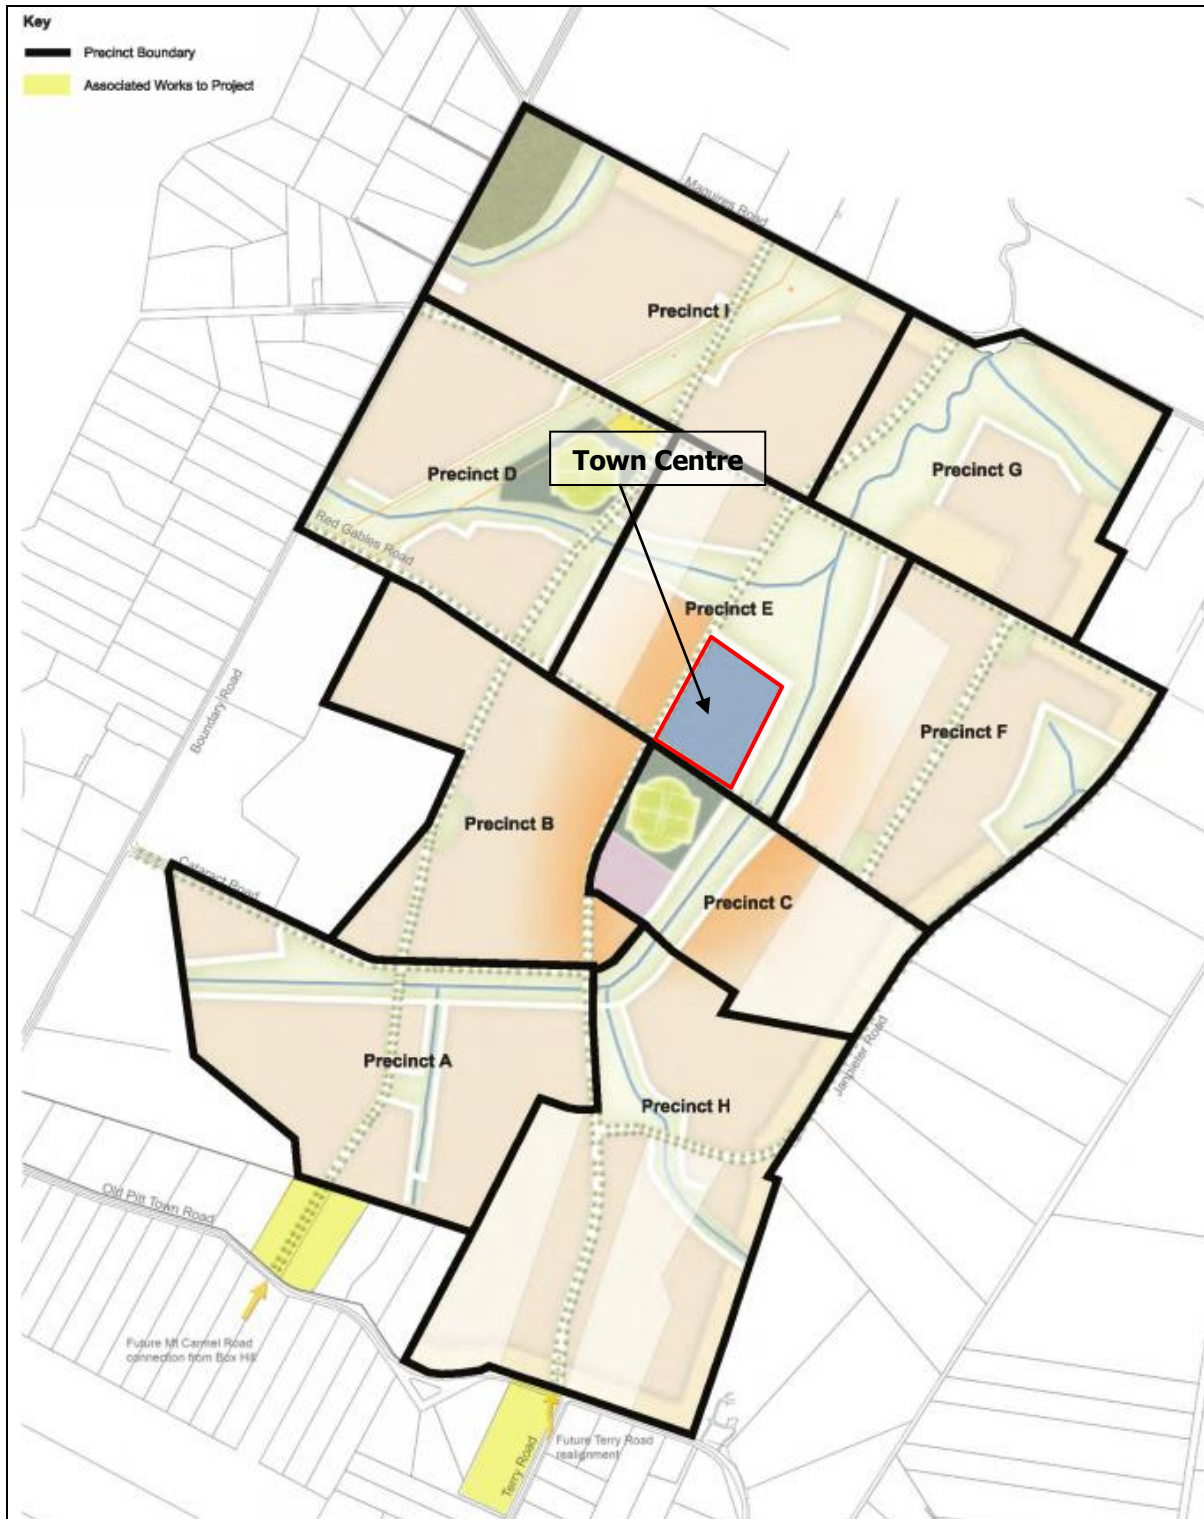 Key
Precinct Boundary
Associated Works to Project
Maguires Road
Precinct I
Town Centre
Precinct D
Precinct G
Red Gables Road
Precinct E
Boundary Road
Precinct F
Precinct B
Cataract Road
Precinct C
Janpieter Road
Precinct A
Precinct H
Old Pitt Town Road
Future Mt Carmel Road
connection from Box Hill
Terry Road
Future Terry Road
realignment